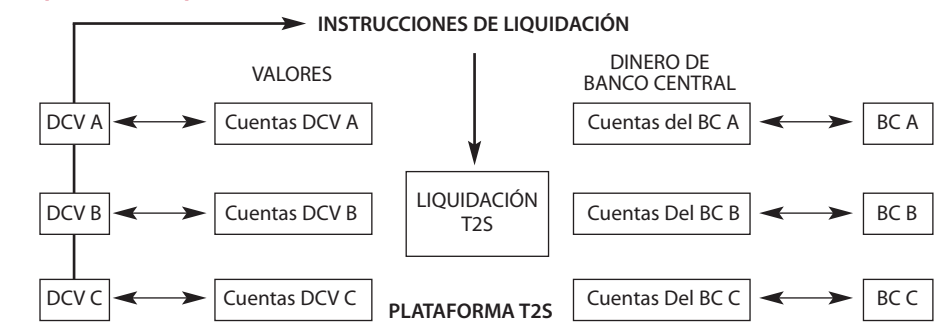 INSTRUCCIONES DE LIQUIDACIÓN
VALORES
DINERO DE
BANCO CENTRAL
DCV A
Cuentas DCV A
Cuentas del BC A
BC A
DCV B
Cuentas DCV B
LIQUIDACIÓN
T2S
Cuentas Del BC B
BC B
DCV C
Cuentas DCV C
PLATAFORMA T2S
Cuentas Del BC C
BC C